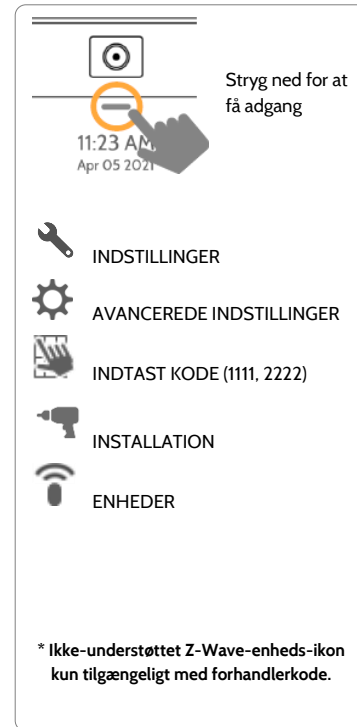 Stryg ned for at
få adgang
11:23 AM
Apr 05 2021
INDSTILLINGER
AVANCEREDE INDSTILLINGER
INDTAST KODE (1111, 2222)
INSTALLATION
ENHEDER
* Ikke-understøttet Z-Wave-enheds-ikon
kun tilgængeligt med forhandlerkode.